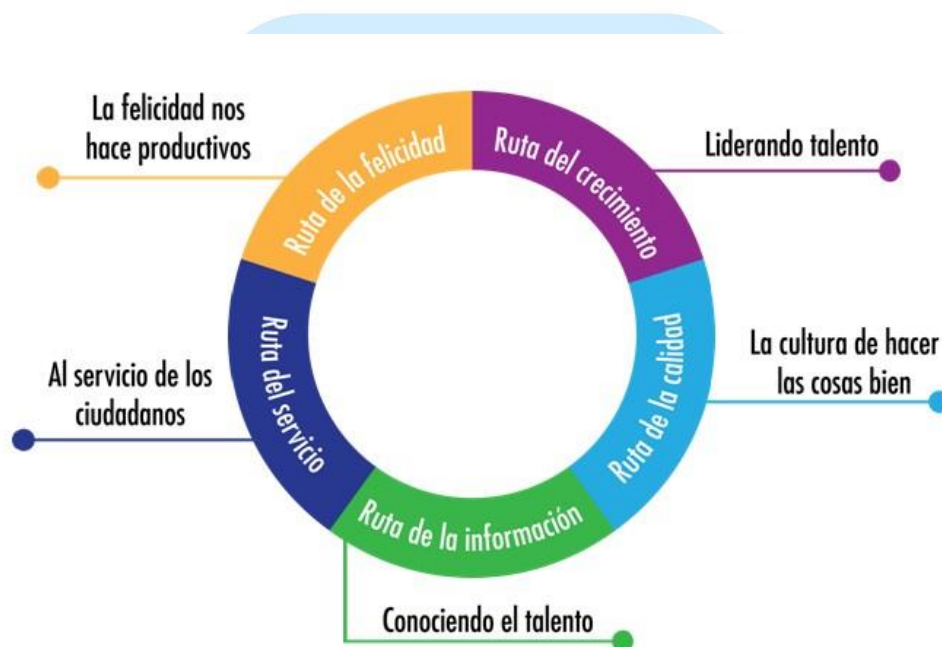 La felicidad nos
hace productivos
Ruta de la felicidad
Ruta del crecimiento
Liderando talento
Al servicio de los
ciudadanos
Ruta del servicio
Ruta de la calidad
La cultura de hacer
las cosas bien
Ruta de la información
Conociendo el talento